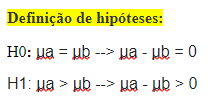 Definição de hipóteses:
H0: µa = µb --> µa - µb = 0
H1: µa > µb --> µa - µb > 0